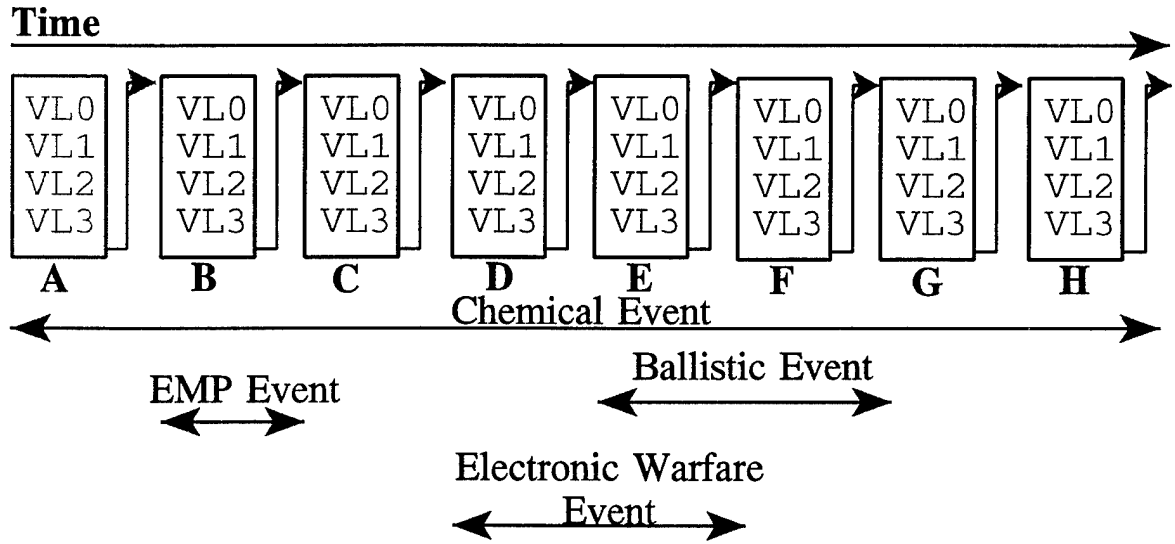 Time
VL0 VL0 VL0 VL0 VL0 VL0 VL0 VL0
VL1 VL1 VL1 VL1 VL1 VL1 VL1 VL1
VL2 VL2 VL2 VL2 VL2 VL2 VL2 VL2
VL3 VL3 VL3 VL3 VL3 VL3 VL3 VL3
A B C D E F G H
Chemical Event
Ballistic Event
EMP Event
Electronic Warfare
Event